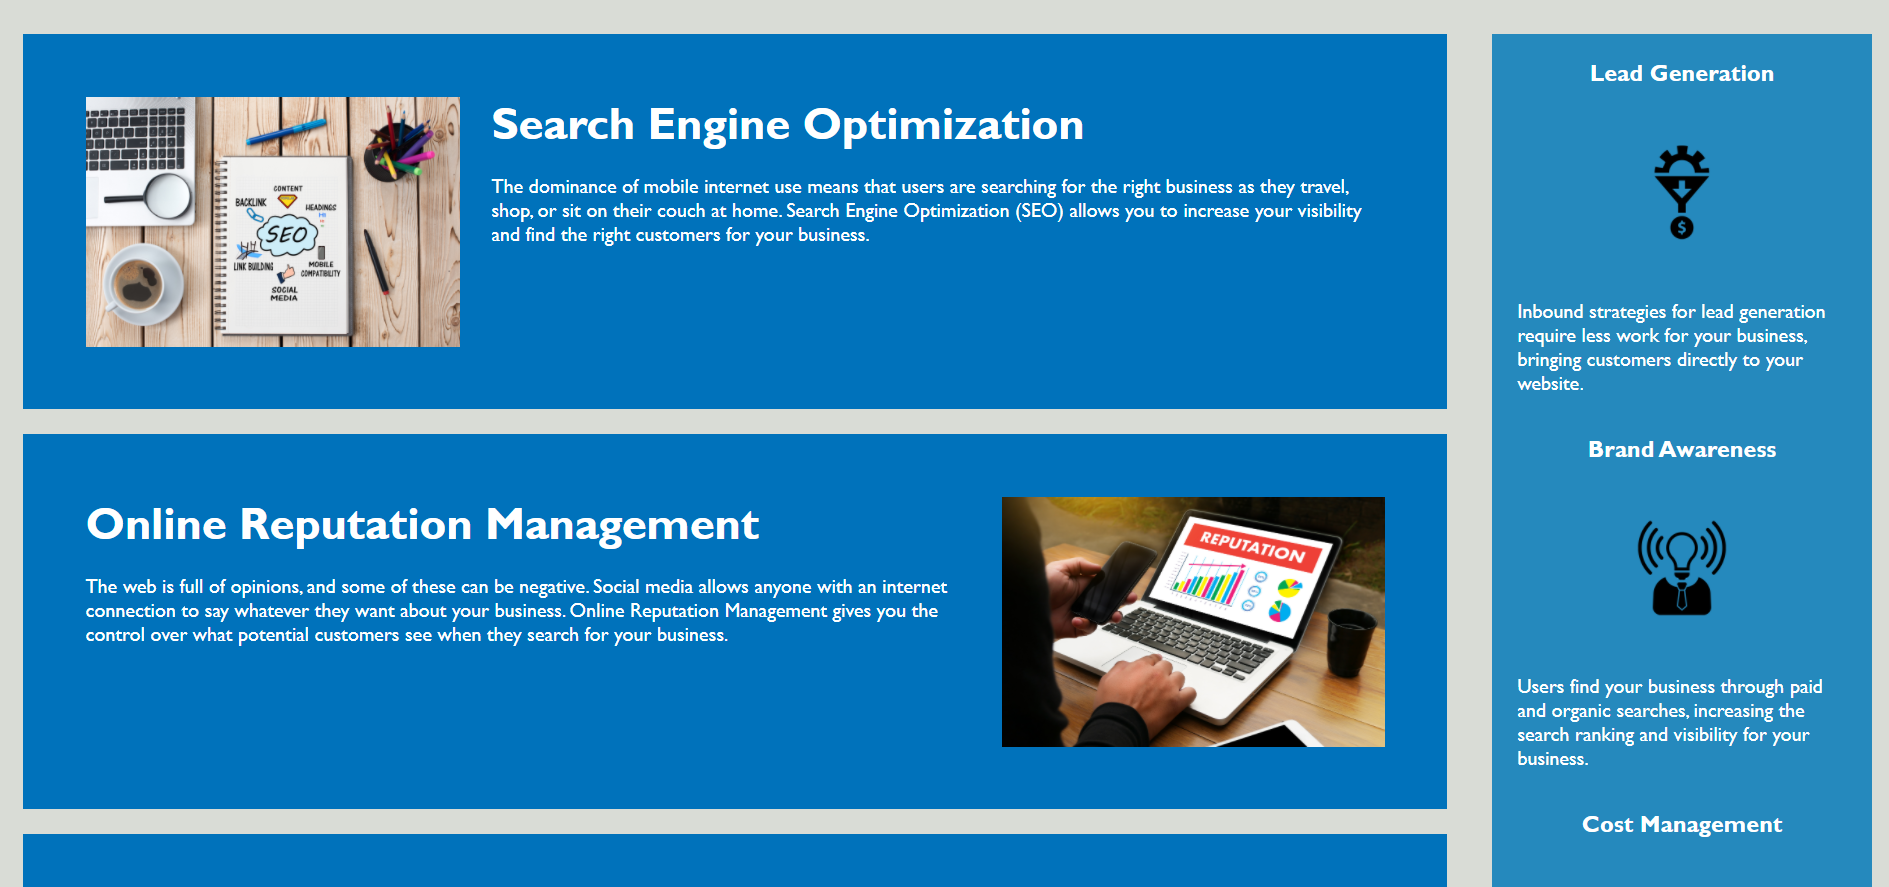 Search Engine Optimization
The dominance of mobile internet use means that users are searching for the right business as they travel,
shop, or sit on their couch at home. Search Engine Optimization (SEO) allows you to increase your visibility
and find the right customers for your business.
CONTENT
BACKLINK
HEADINGS
H1
SEO
LINK BUILDING
MOBILE
COMPATIBILITY
SOCIAL
MEDIA
Online Reputation Management
The web is full of opinions, and some of these can be negative. Social media allows anyone with an internet
connection to say whatever they want about your business. Online Reputation Management gives you the
control over what potential customers see when they search for your business.
REPUTATION
Lead Generation
$
Inbound strategies for lead generation
require less work for your business,
bringing customers directly to your
website.
Brand Awareness
Users find your business through paid
and organic searches, increasing the
search ranking and visibility for your
business.
Cost Management